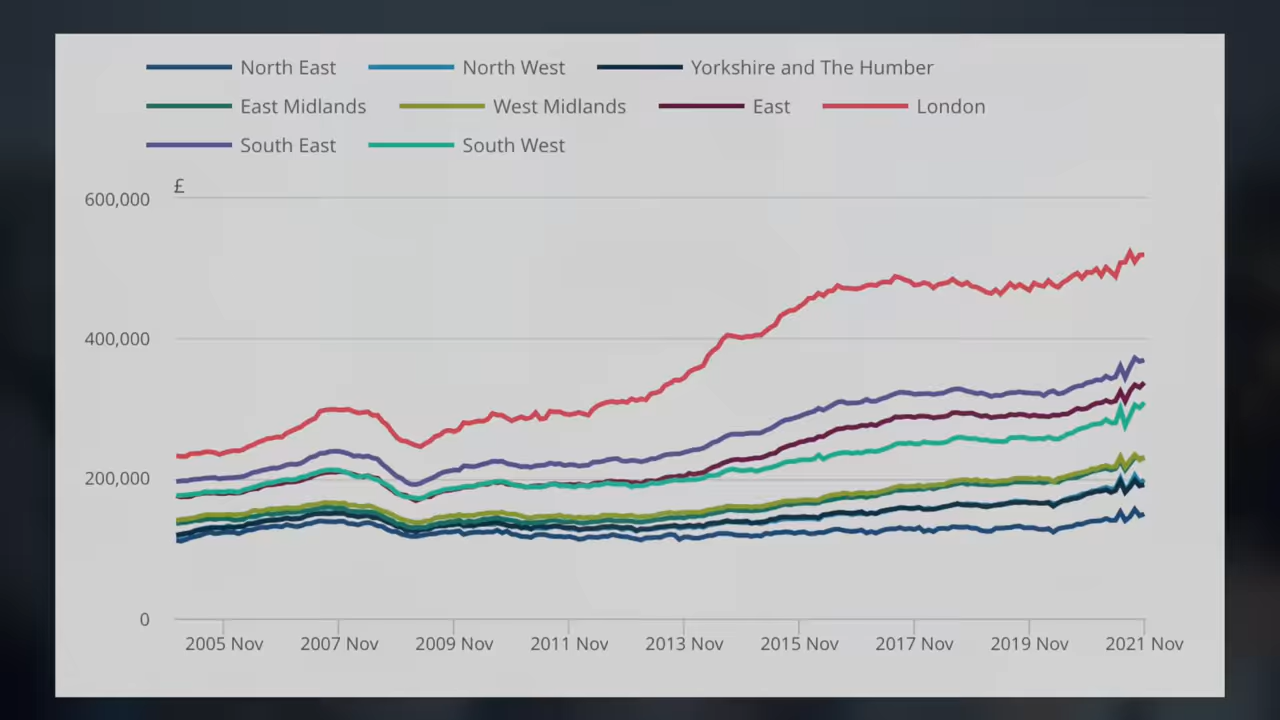 North East North West Yorkshire and The Humber
East Midlands West Midlands East London
South East South West
£
600,000
400,000
200,000
0
2005 Nov 2007 Nov 2009 Nov 2011 Nov 2013 Nov 2015 Nov 2017 Nov 2019 Nov 2021 Nov